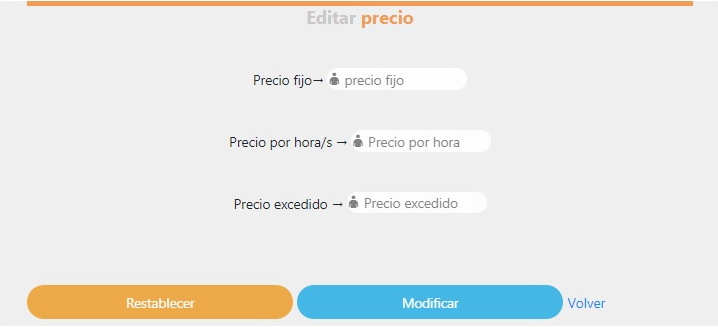 Editar precio
Precio fijo→ precio fijo
Precio por hora/s → Precio por hora
Precio excedido → Precio excedido
Restablecer Modificar Volver